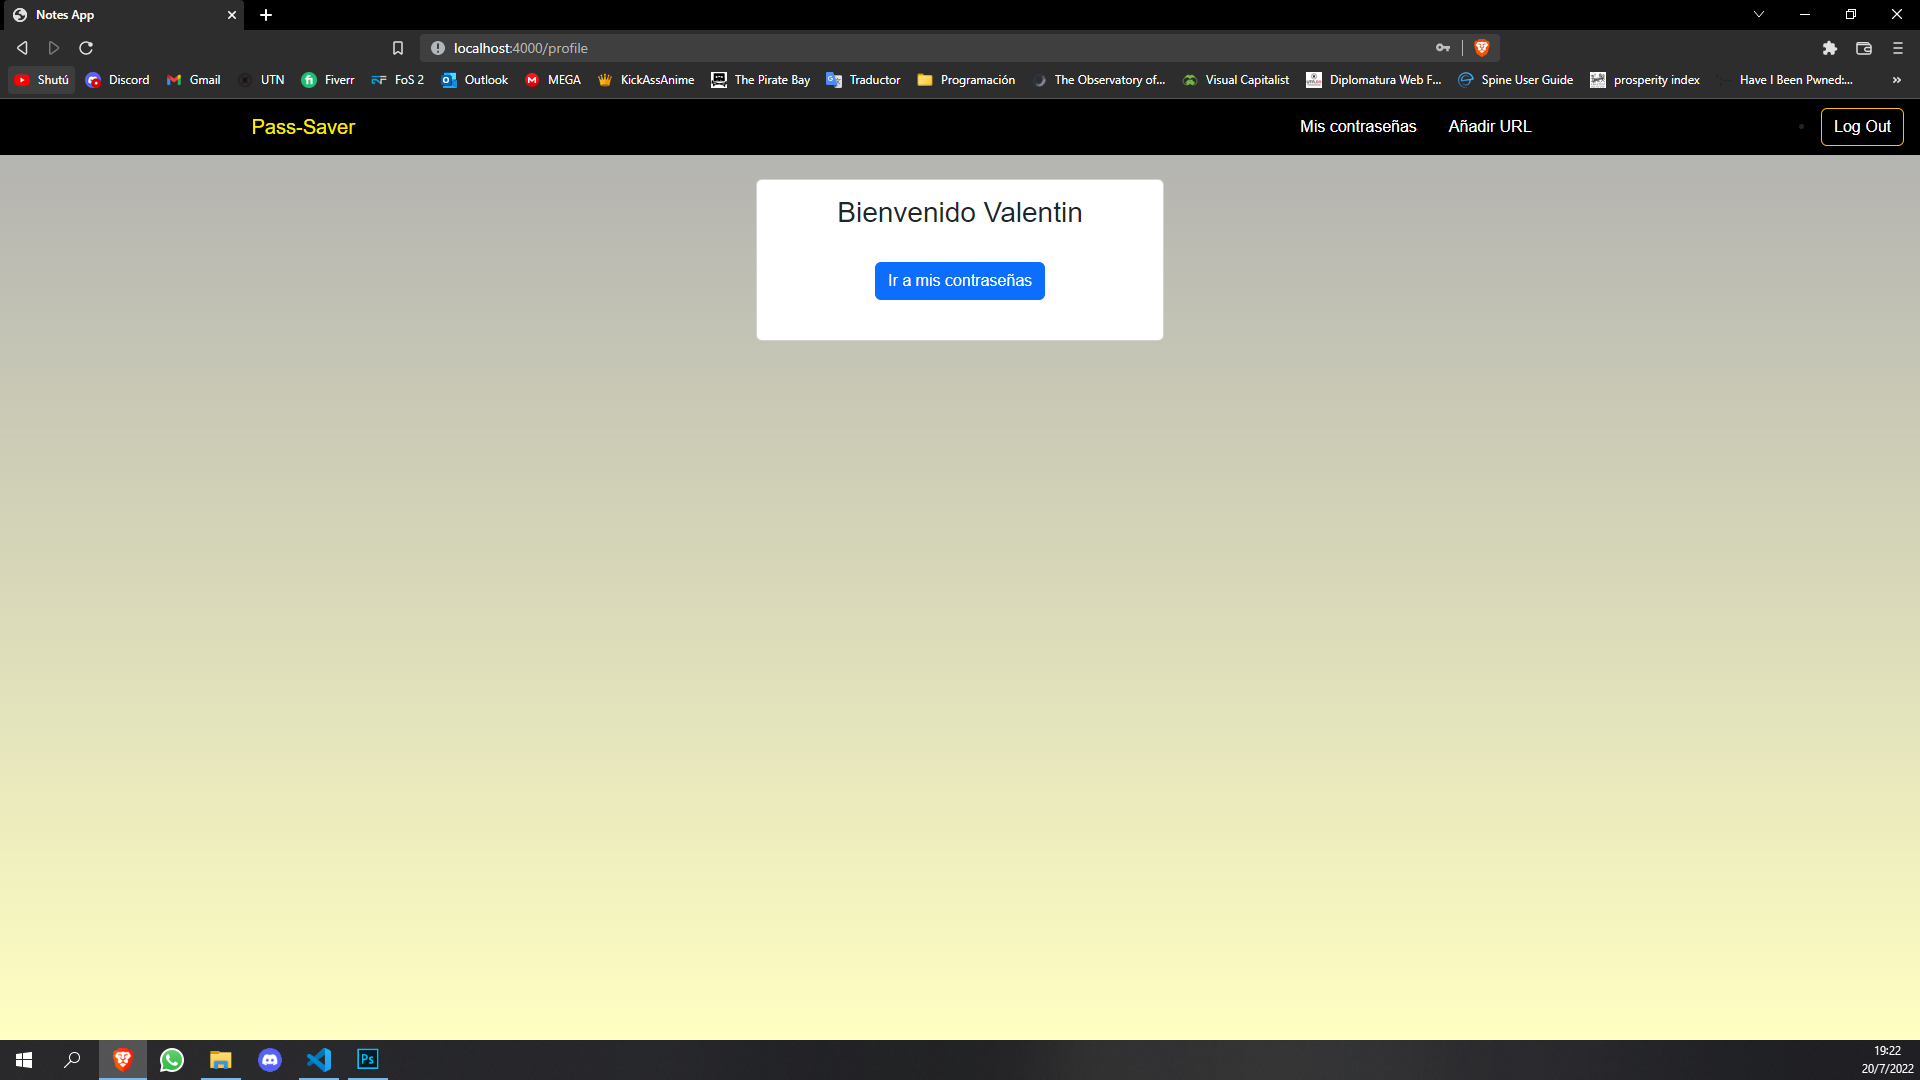 Notes App
localhost:4000/profile
Shutú Discord Gmail UTN Fiverr FoS 2 Outlook MEGA KickAssAnime The Pirate Bay Traductor Programación The Observatory of... Visual Capitalist Diplomatura Web F... Spine User Guide prosperity index Have I Been Pwned:... »
Pass-Saver Mis contraseñas Añadir URL Log Out
Bienvenido Valentin
Ir a mis contraseñas
Ps
19:22
20/7/2022